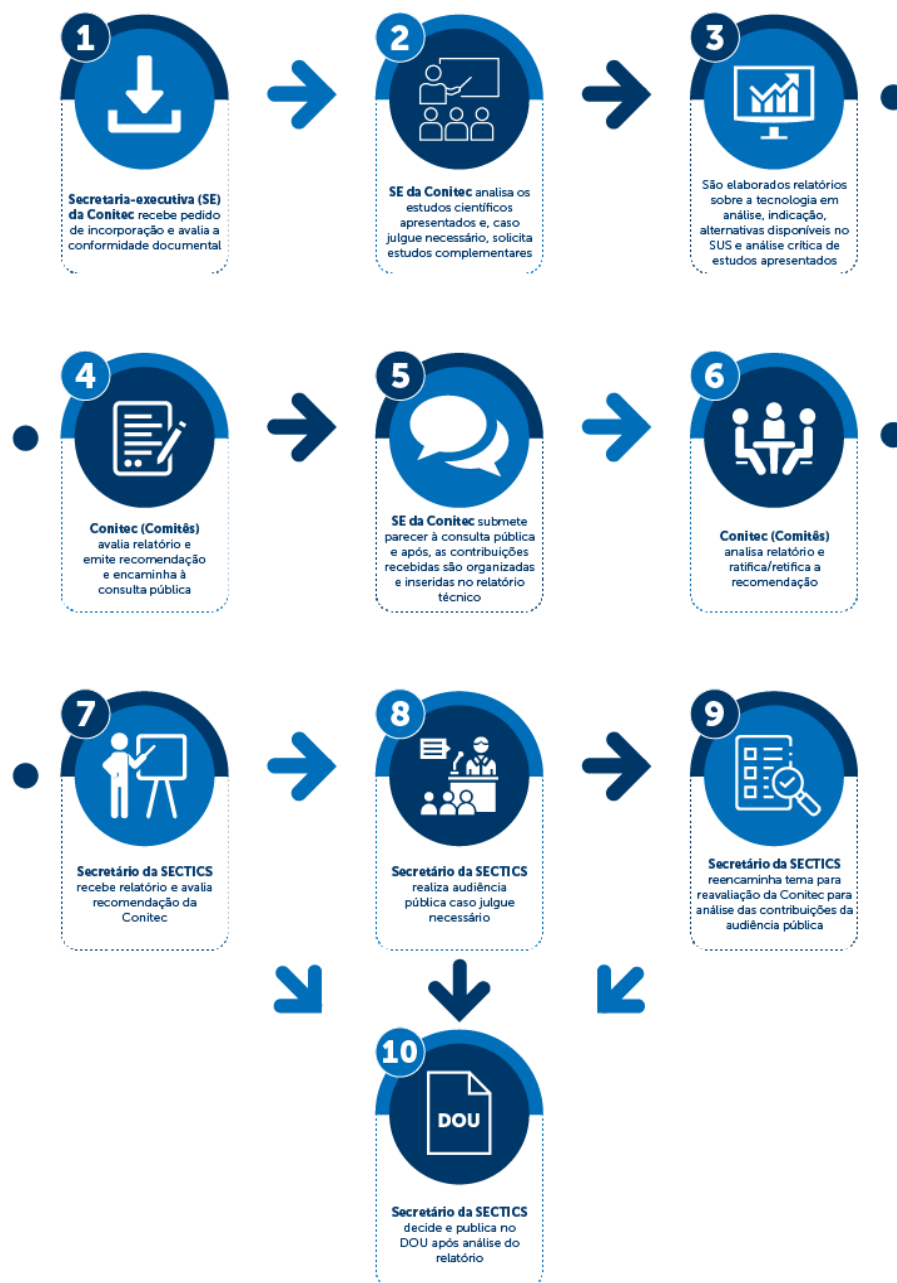 1
Secretaria-executiva (SE)
da Conitec recebe pedido
de incorporação e avalia a
conformidade documental
2
SE da Conitec analisa os
estudos científicos
apresentados e, caso
julgue necessário, solicita
estudos complementares
3
São elaborados relatórios
sobre a tecnologia em
análise, indicação,
alternativas disponíveis no
SUS e análise crítica de
estudos apresentados
4
Conitec (Comitês)
avalia relatório e
emite recomendação
e encaminha à
consulta pública
5
SE da Conitec submete
parecer à consulta pública
e após, as contribuições
recebidas são organizadas
e inseridas no relatório
técnico
6
Conitec (Comitês)
analisa relatório e
ratifica/retifica a
recomendação
7
Secretário da SECTICS
recebe relatório e avalia
recomendação da
Conitec
8
Secretário da SECTICS
realiza audiência
pública caso julgue
necessário
9
Secretário da SECTICS
reencaminha tema para
reavaliação da Conitec para
análise das contribuições da
audiência pública
10
DOU
Secretário da SECTICS
decide e publica no
DOU após análise do
relatório